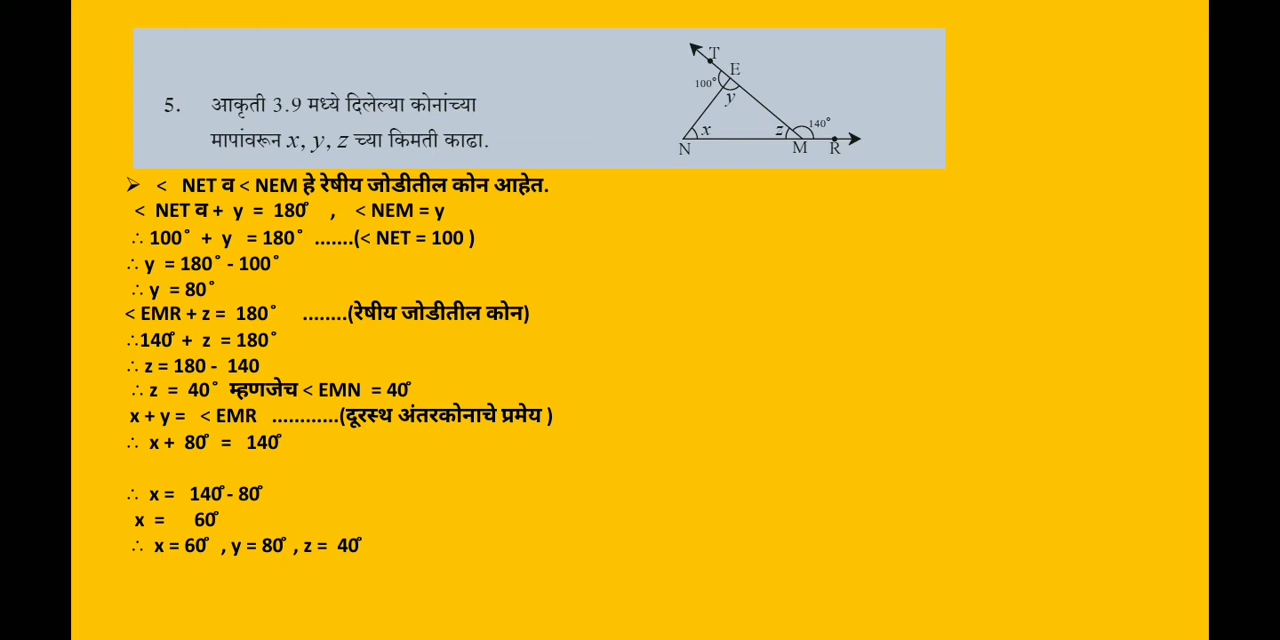 5. आकृती 3.9 मध्ये दिलेल्या कोनांच्या
मापांवरून x, y, z च्या किमती काढा.
T
E
100°
y
x
z
140°
N
M
R
➢ < NET व < NEM हे रेषीय जोडीतील कोन आहेत.
< NET व + y = 180° , < NEM = y
∴ 100° + y = 180° .......(< NET = 100 )
∴ y = 180° - 100°
∴ y = 80°
< EMR + z = 180° ........(रेषीय जोडीतील कोन)
∴140° + z = 180°
∴ z = 180 - 140
∴ z = 40° म्हणजेच < EMN = 40°
x + y = < EMR ............(दूरस्थ अंतरकोनाचे प्रमेय )
∴ x + 80° = 140°
∴ x = 140° - 80°
x = 60°
∴ x = 60° , y = 80° , z = 40°